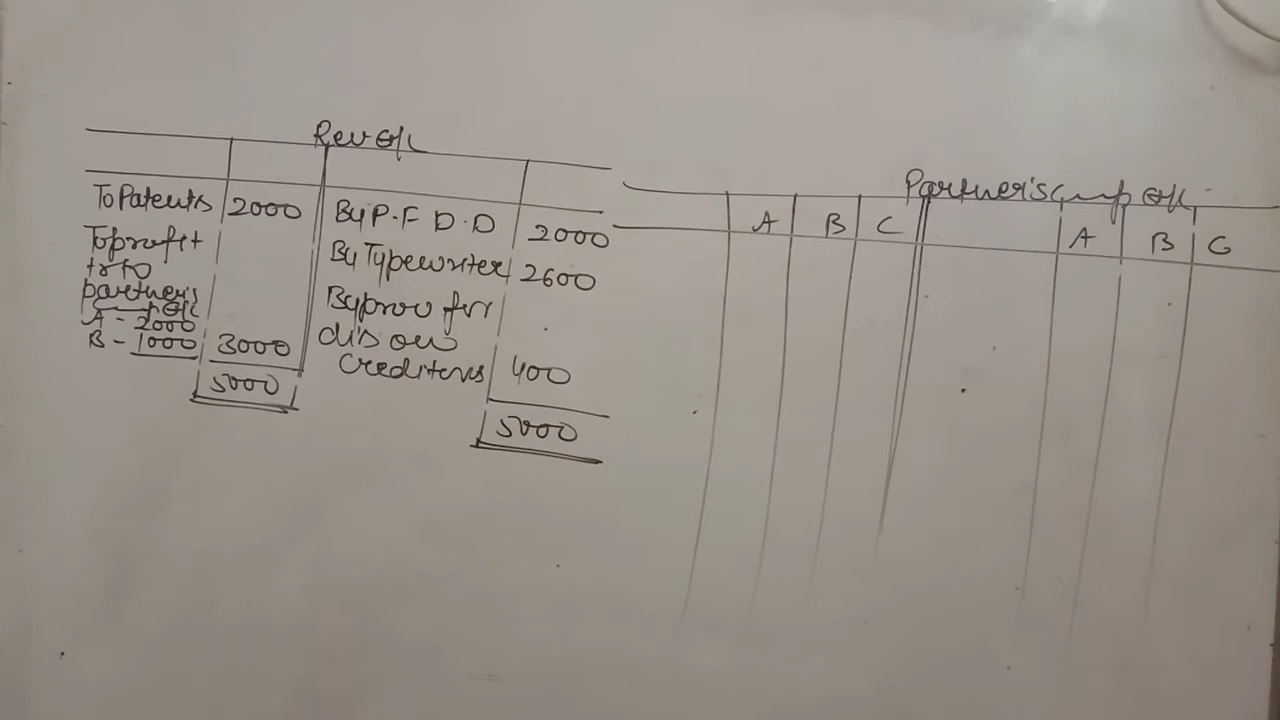 Rev a/c
To Patents 2000 By P.F D.D 2000
To profit By Typewriter 2600
tr to By prov for
partner's dis on
A - 2000
B - 1000 3000 Creditors 400
5000 5000
Partner's cap a/c
A B C A B C